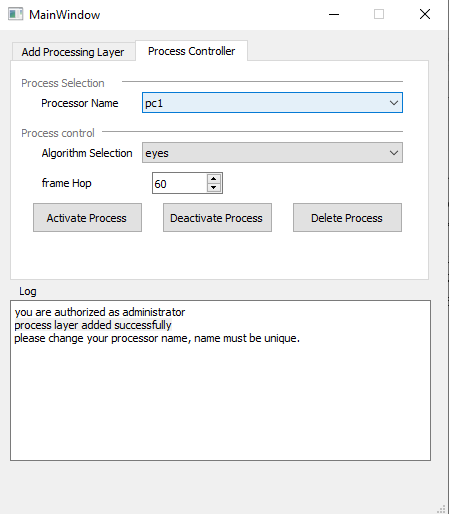 MainWindow
Add Processing Layer
Process Controller
Process Selection
Processor Name
pc1
Process control
Algorithm Selection
eyes
frame Hop
60
Activate Process
Deactivate Process
Delete Process
Log
you are authorized as administrator
process layer added successfully
please change your processor name, name must be unique.